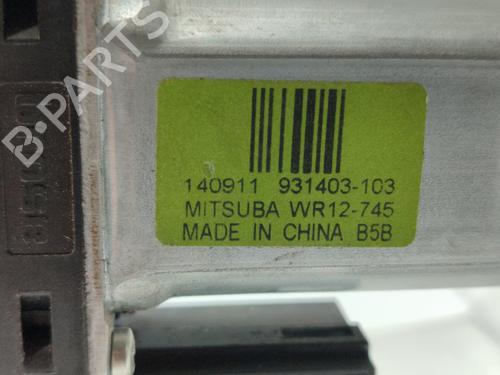 B-PARTS
140911 931403-103
MITSUBA WR12-745
MADE IN CHINA B5B